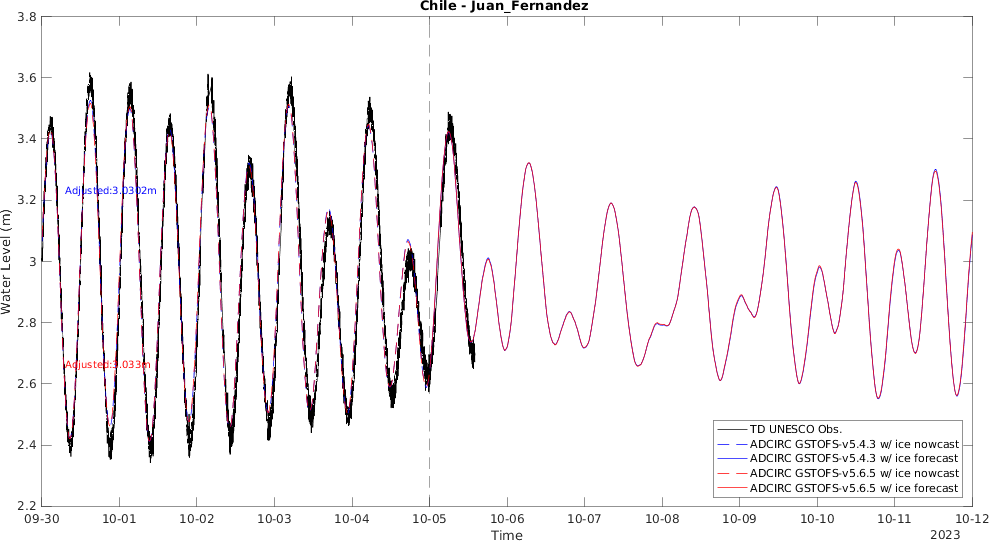 Chile - Juan_Fernandez
3.8
3.6
3.4
3.2
3
2.8
2.6
2.4
2.2
Water Level (m)
Adjusted:3.0302m
Adjusted:3.033m
TD UNESCO Obs.
ADCIRC GSTOFS-v5.4.3 w/ ice nowcast
ADCIRC GSTOFS-v5.4.3 w/ ice forecast
ADCIRC GSTOFS-v5.6.5 w/ ice nowcast
ADCIRC GSTOFS-v5.6.5 w/ ice forecast
09-30 10-01 10-02 10-03 10-04 10-05 10-06 10-07 10-08 10-09 10-10 10-11 10-12
Time
2023